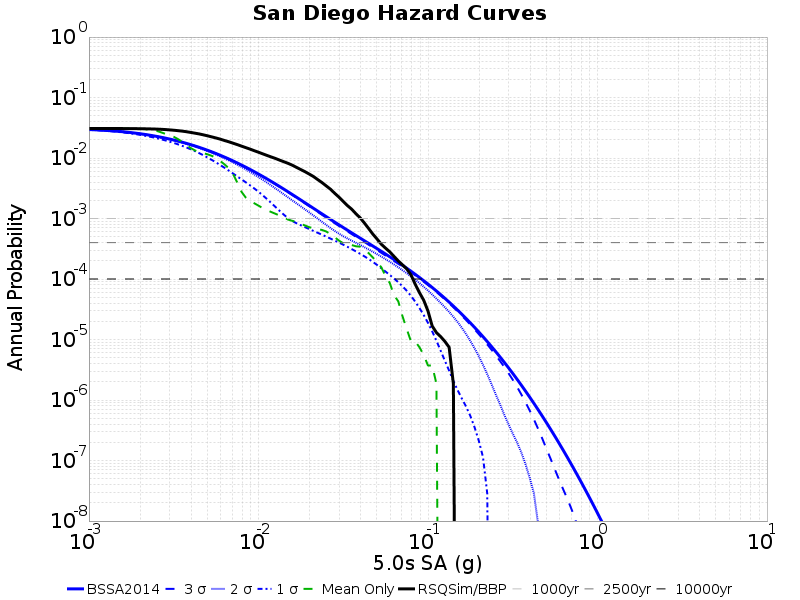 San Diego Hazard Curves
10^0
10^-1
10^-2
10^-3
10^-4
10^-5
10^-6
10^-7
10^-8
Annual Probability
10^-3 10^-2 10^-1 10^0 10^1
5.0s SA (g)
BSSA2014 3 σ 2 σ 1 σ Mean Only RSQSim/BBP 1000yr 2500yr 10000yr